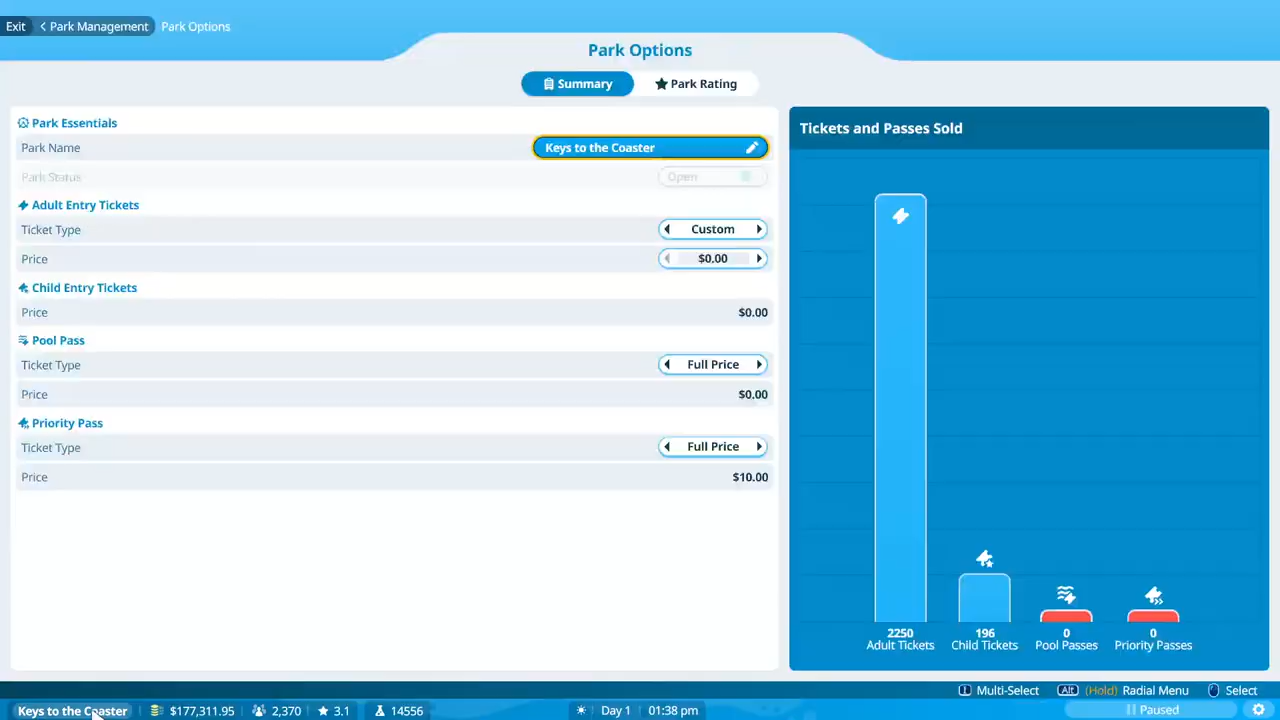 Exit
Park Management
Park Options
Park Options
Summary
Park Rating
Park Essentials
Park Name
Keys to the Coaster
Park Status
Open
Adult Entry Tickets
Ticket Type
Custom
Price
$0.00
Child Entry Tickets
Price
$0.00
Pool Pass
Ticket Type
Full Price
Price
$0.00
Priority Pass
Ticket Type
Full Price
Price
$10.00
Tickets and Passes Sold
2250
Adult Tickets
196
Child Tickets
0
Pool Passes
0
Priority Passes
L Multi-Select
Alt (Hold) Radial Menu
Select
Keys to the Coaster
$177,311.95
2,370
3.1
14556
Day 1
01:38 pm
Paused